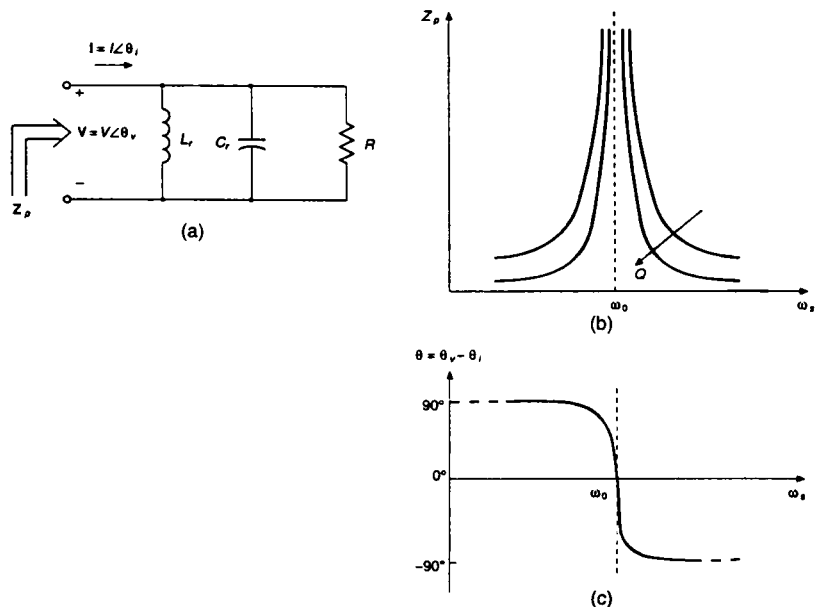 I = I∠θi
+
V = V∠θv
Lr
Cr
R
−
Zp
(a)
Zp
Q
ω0
ωs
(b)
θ = θv − θi
90°
0°
ω0
ωs
−90°
(c)